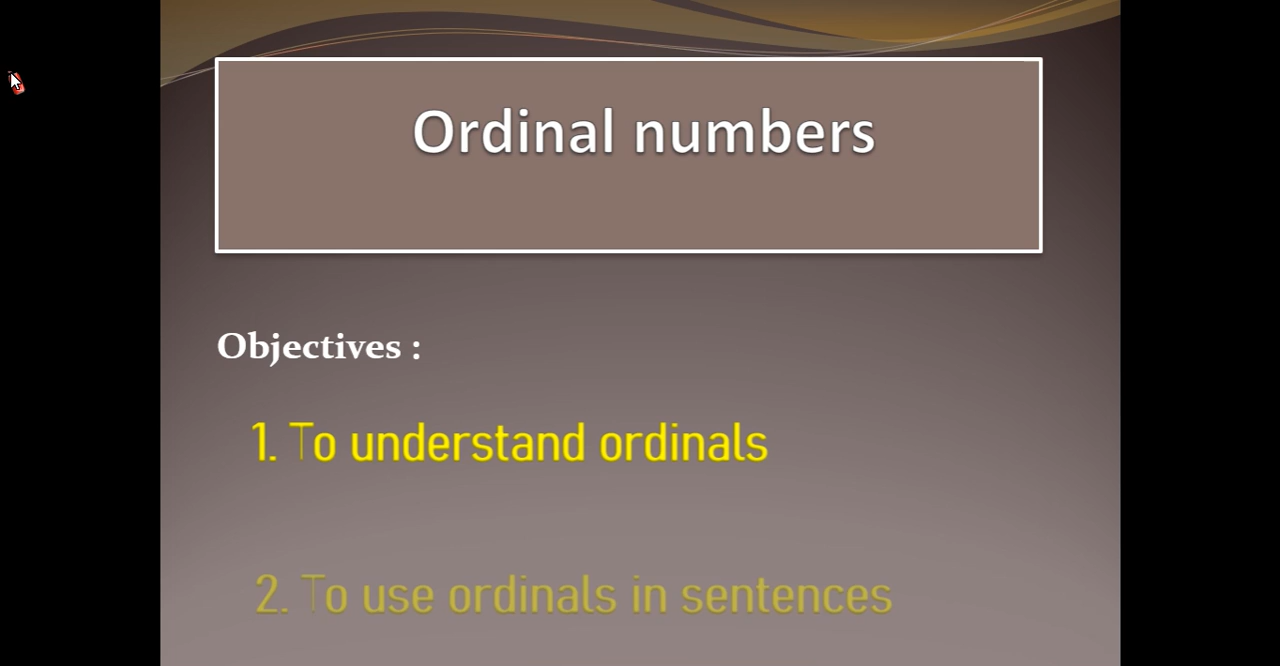 Ordinal numbers
Objectives :
1. To understand ordinals
2. To use ordinals in sentences